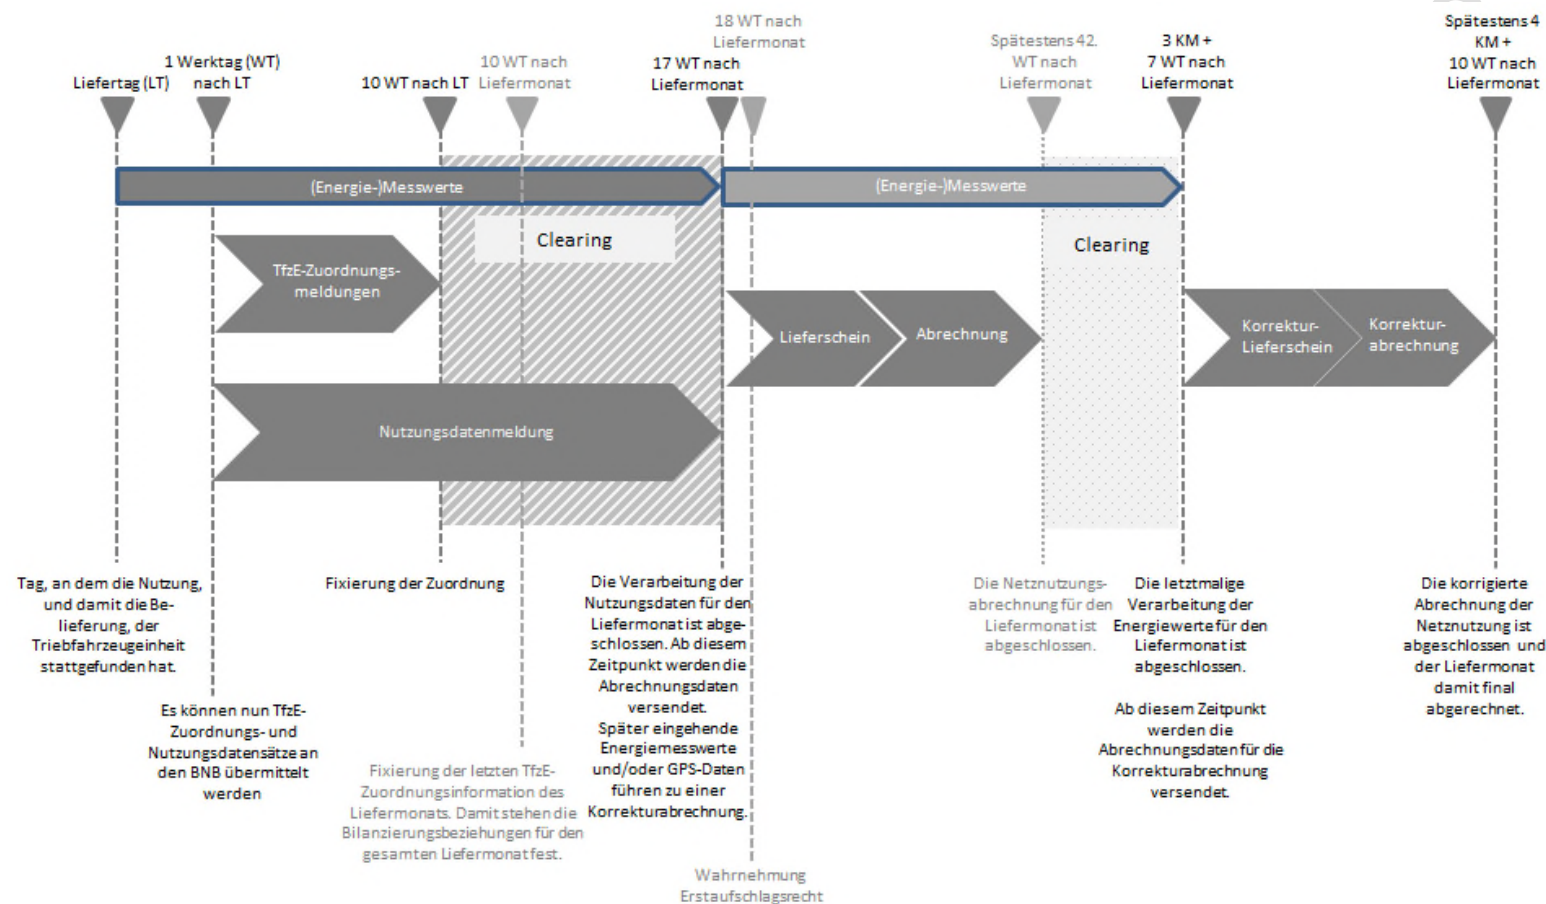 Liefertag (LT)
1 Werktag (WT)
nach LT
10 WT nach LT
10 WT nach
Liefermonat
18 WT nach
Liefermonat
17 WT nach
Liefermonat
Spätestens 42.
WT nach
Liefermonat
3 KM +
7 WT nach
Liefermonat
Spätestens 4
KM +
10 WT nach
Liefermonat
(Energie-)Messwerte
(Energie-)Messwerte
Clearing
Clearing
TfzE-Zuordnungs-
meldungen
Lieferschein
Abrechnung
Korrektur-
Lieferschein
Korrektur-
abrechnung
Nutzungsdatenmeldung
Tag, an dem die Nutzung,
und damit die Be-
lieferung, der
Triebfahrzeugeinheit
stattgefunden hat.
Es können nun TfzE-
Zuordnungs- und
Nutzungsdatensätze an
den BNB übermittelt
werden
Fixierung der Zuordnung
Fixierung der letzten TfzE-
Zuordnungsinformation des
Liefermonats. Damit stehen die
Bilanzierungsbeziehungen für den
gesamten Liefermonat fest.
Die Verarbeitung der
Nutzungsdaten für den
Liefermonat ist abge-
schlossen. Ab diesem
Zeitpunkt werden die
Abrechnungsdaten
versendet.
Später eingehende
Energiemesswerte
und/oder GPS-Daten
führen zu einer
Korrekturabrechnung.
Wahrnehmung
Erstaufschlagsrecht
Die Netznutzungs-
abrechnung für den
Liefermonat ist
abgeschlossen.
Die letztmalige
Verarbeitung der
Energiewerte für den
Liefermonat ist
abgeschlossen.
Ab diesem Zeitpunkt
werden die
Abrechnungsdaten für die
Korrekturabrechnung
versendet.
Die korrigierte
Abrechnung der
Netznutzung ist
abgeschlossen und
der Liefermonat
damit final
abgerechnet.